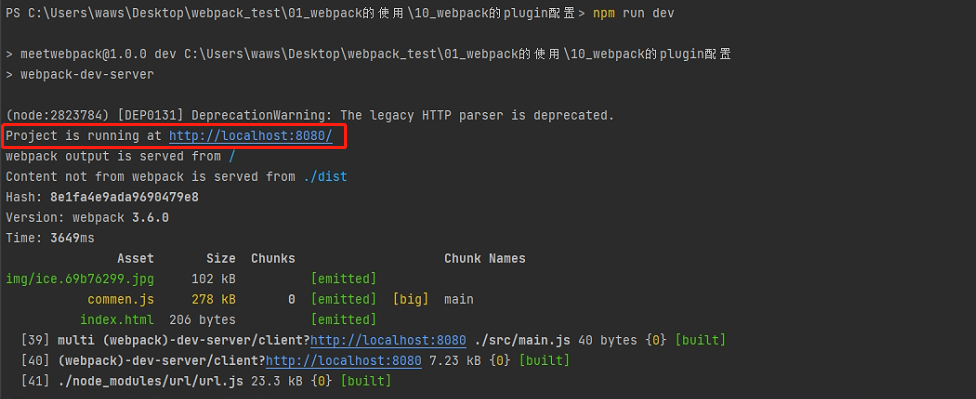 PS C:\Users\waws\Desktop\webpack_test\01_webpack的使用\10_webpack的plugin配置> npm run dev
> meetwebpack@1.0.0 dev C:\Users\waws\Desktop\webpack_test\01_webpack的使用\10_webpack的plugin配置
> webpack-dev-server
(node:2823784) [DEP0131] DeprecationWarning: The legacy HTTP parser is deprecated.
Project is running at http://localhost:8080/
webpack output is served from /
Content not from webpack is served from ./dist
Hash: 8e1fa4e9ada9690479e8
Version: webpack 3.6.0
Time: 3649ms
Asset Size Chunks Chunk Names
img/ice.69b76299.jpg 102 kB [emitted]
commen.js 278 kB 0 [emitted] [big] main
index.html 206 bytes [emitted]
[39] multi (webpack)-dev-server/client?http://localhost:8080 ./src/main.js 40 bytes {0} [built]
[40] (webpack)-dev-server/client?http://localhost:8080 7.23 kB {0} [built]
[41] ./node_modules/url/url.js 23.3 kB {0} [built]